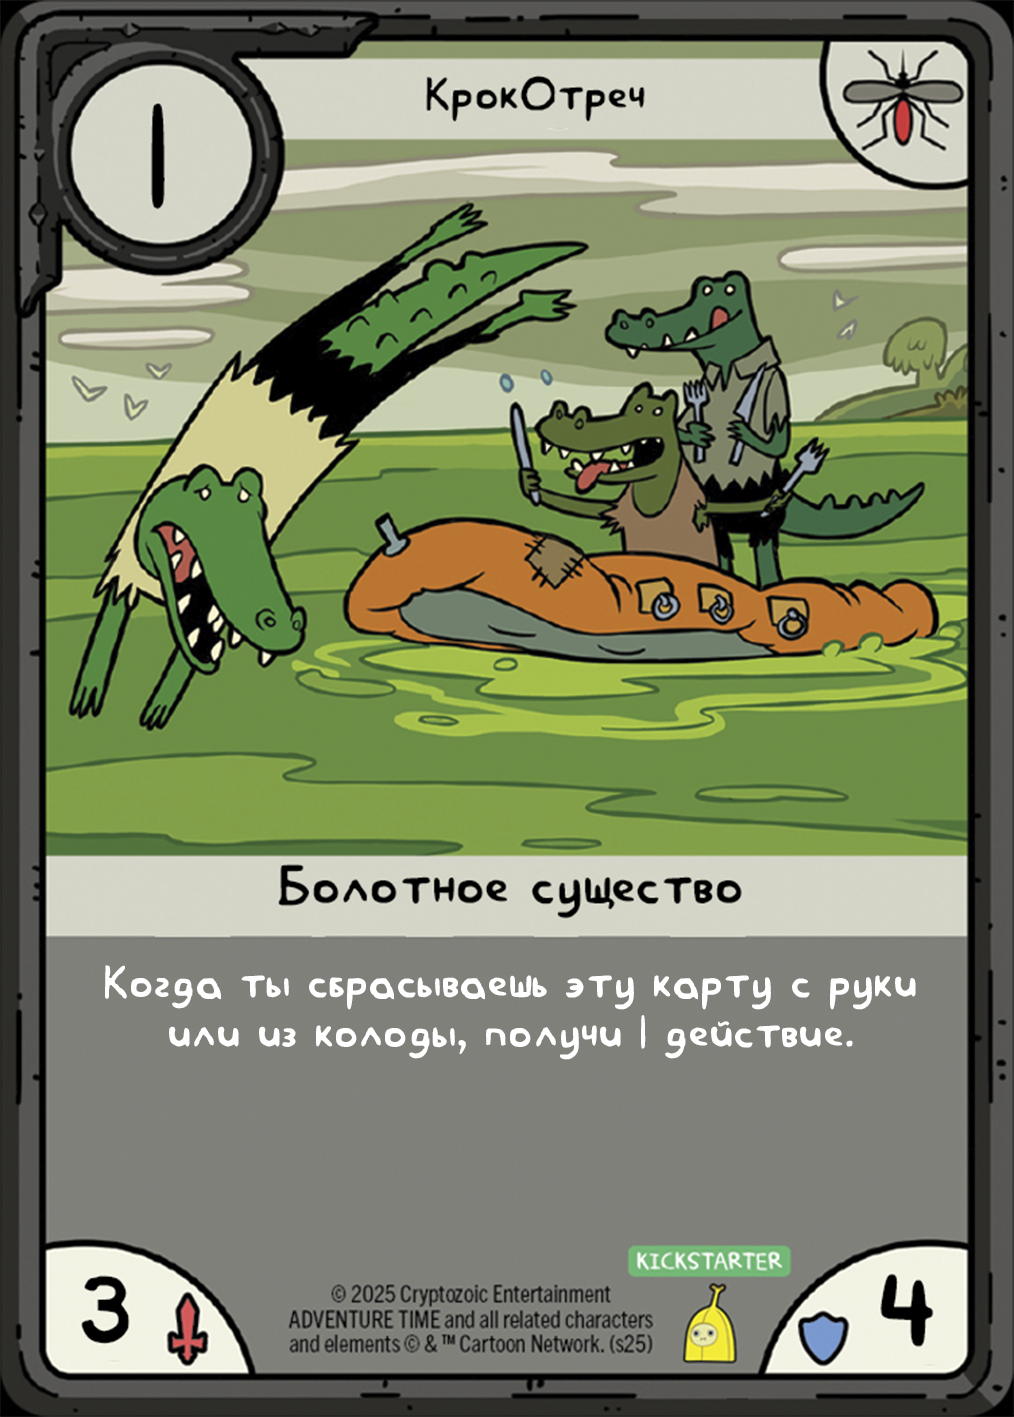 1
КрокОтреч
Болотное существо
Когда ты сбрасываешь эту карту с руки
или из колоды, получи 1 действие.
KICKSTARTER
3
© 2025 Cryptozoic Entertainment
ADVENTURE TIME and all related characters
and elements © & ™ Cartoon Network. (s25)
4